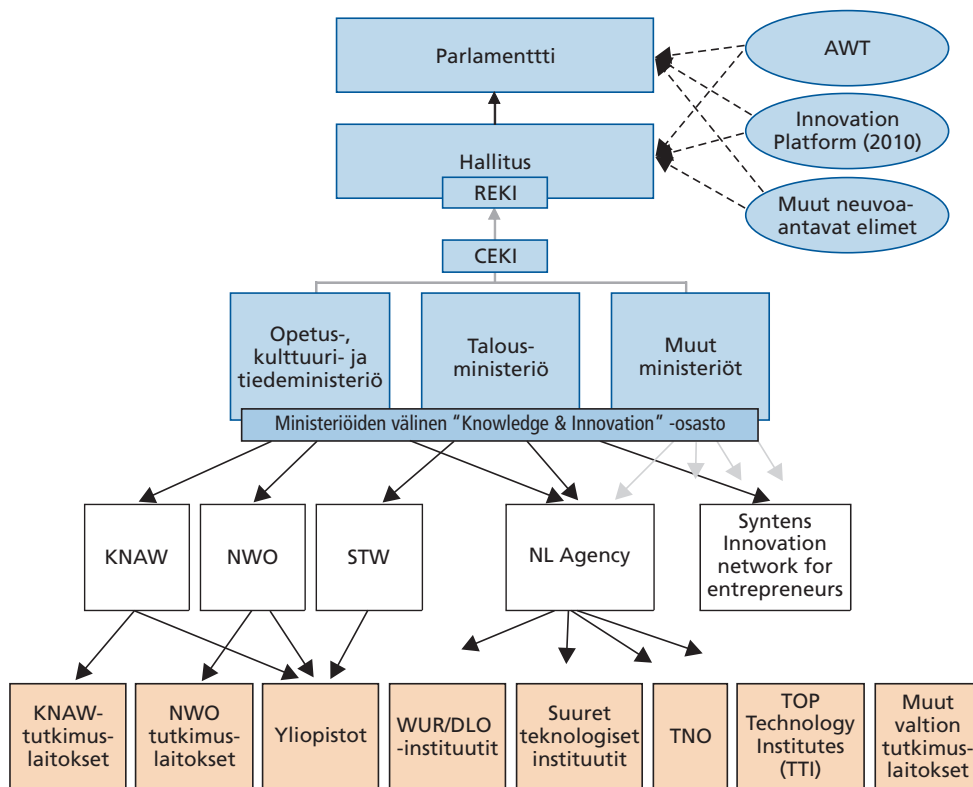 Parlamenttti
AWT
Innovation
Platform (2010)
Hallitus
REKI
Muut neuvoa-
antavat elimet
CEKI
Opetus-,
kulttuuri- ja
tiedeministeriö
Talous-
ministeriö
Muut
ministeriöt
Ministeriöiden välinen “Knowledge & Innovation” -osasto
KNAW
NWO
STW
NL Agency
Syntens
Innovation
network for
entrepreneurs
KNAW-
tutkimus-
laitokset
NWO
tutkimus-
laitokset
Yliopistot
WUR/DLO
-instituutit
Suuret
teknologiset
instituutit
TNO
TOP
Technology
Institutes
(TTI)
Muut
valtion
tutkimus-
laitokset